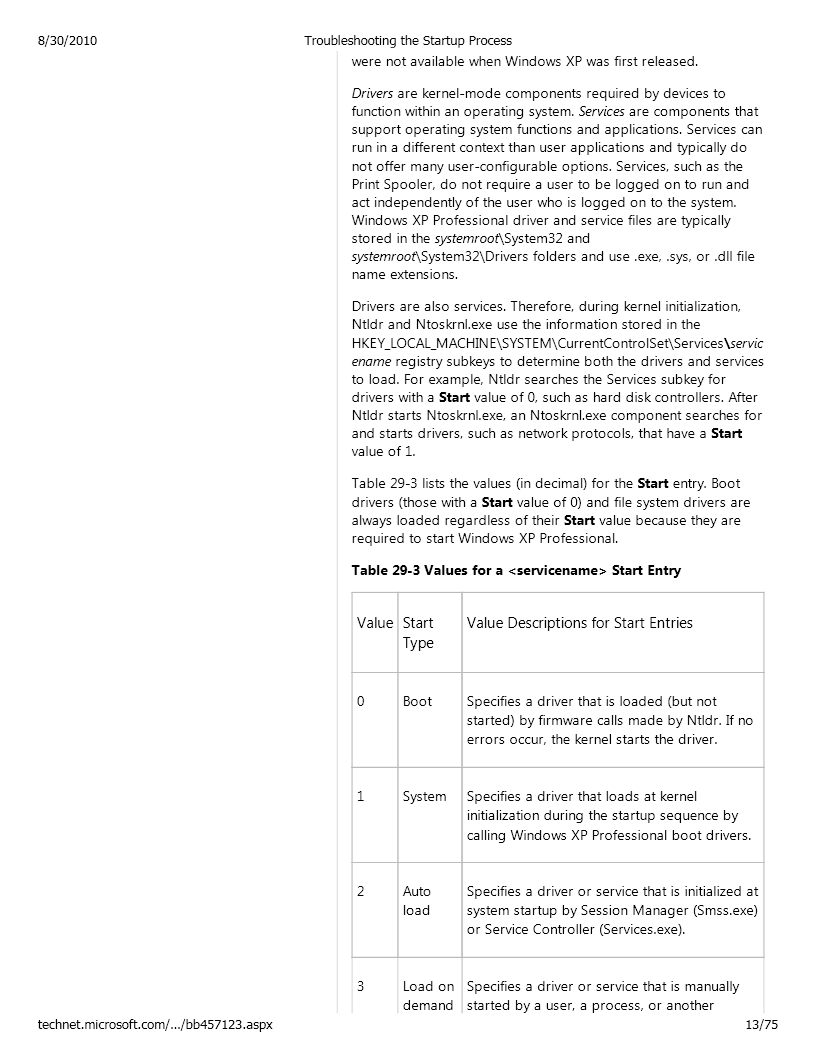 8/30/2010
Troubleshooting the Startup Process
were not available when Windows XP was first released.
Drivers are kernel-mode components required by devices to
function within an operating system. Services are components that
support operating system functions and applications. Services can
run in a different context than user applications and typically do
not offer many user-configurable options. Services, such as the
Print Spooler, do not require a user to be logged on to run and
act independently of the user who is logged on to the system.
Windows XP Professional driver and service files are typically
stored in the systemroot\System32 and
systemroot\System32\Drivers folders and use .exe, .sys, or .dll file
name extensions.
Drivers are also services. Therefore, during kernel initialization,
Ntldr and Ntoskrnl.exe use the information stored in the
HKEY_LOCAL_MACHINE\SYSTEM\CurrentControlSet\Services\servic
ename registry subkeys to determine both the drivers and services
to load. For example, Ntldr searches the Services subkey for
drivers with a Start value of 0, such as hard disk controllers. After
Ntldr starts Ntoskrnl.exe, an Ntoskrnl.exe component searches for
and starts drivers, such as network protocols, that have a Start
value of 1.
Table 29-3 lists the values (in decimal) for the Start entry. Boot
drivers (those with a Start value of 0) and file system drivers are
always loaded regardless of their Start value because they are
required to start Windows XP Professional.
Table 29-3 Values for a <servicename> Start Entry
Value
Start
Type
Value Descriptions for Start Entries
0
Boot
Specifies a driver that is loaded (but not
started) by firmware calls made by Ntldr. If no
errors occur, the kernel starts the driver.
1
System
Specifies a driver that loads at kernel
initialization during the startup sequence by
calling Windows XP Professional boot drivers.
2
Auto
load
Specifies a driver or service that is initialized at
system startup by Session Manager (Smss.exe)
or Service Controller (Services.exe).
3
Load on
demand
Specifies a driver or service that is manually
started by a user, a process, or another
technet.microsoft.com/.../bb457123.aspx
13/75